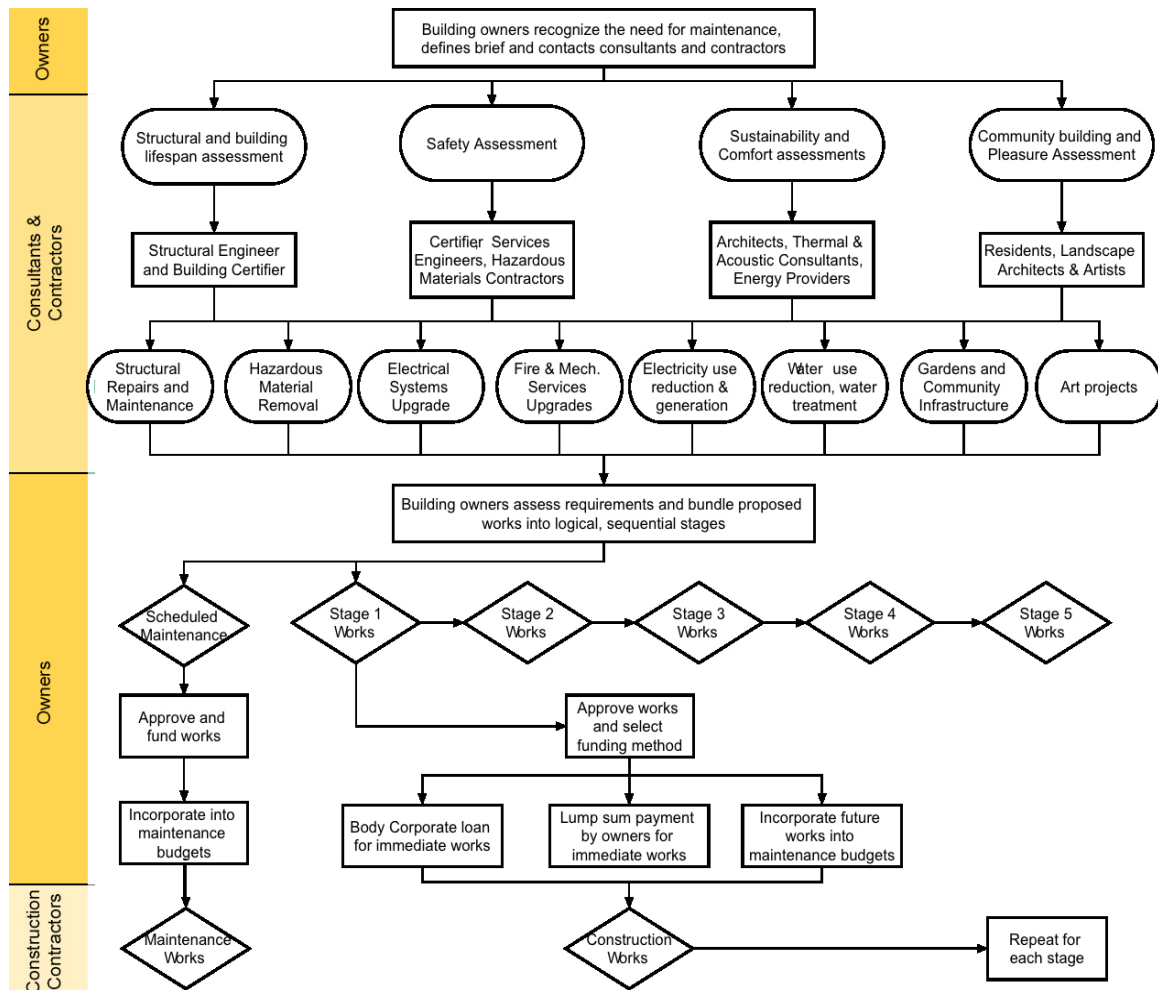 Owners
Building owners recognize the need for maintenance,
defines brief and contacts consultants and contractors
Consultants &
Contractors
Structural and building
lifespan assessment
Safety Assessment
Sustainability and
Comfort assessments
Community building and
Pleasure Assessment
Structural Engineer
and Building Certifier
Certifier Services
Engineers, Hazardous
Materials Contractors
Architects, Thermal &
Acoustic Consultants,
Energy Providers
Residents, Landscape
Architects & Artists
Structural
Repairs and
Maintenance
Hazardous
Material
Removal
Electrical
Systems
Upgrade
Fire & Mech.
Services
Upgrades
Electricity use
reduction &
generation
Water use
reduction, water
treatment
Gardens and
Community
Infrastructure
Art projects
Owners
Building owners assess requirements and bundle proposed
works into logical, sequential stages
Scheduled
Maintenance
Stage 1
Works
Stage 2
Works
Stage 3
Works
Stage 4
Works
Stage 5
Works
Approve and
fund works
Approve works
and select
funding method
Incorporate into
maintenance
budgets
Body Corporate loan
for immediate works
Lump sum payment
by owners for
immediate works
Incorporate future
works into
maintenance budgets
Construction
Contractors
Maintenance
Works
Construction
Works
Repeat for
each stage